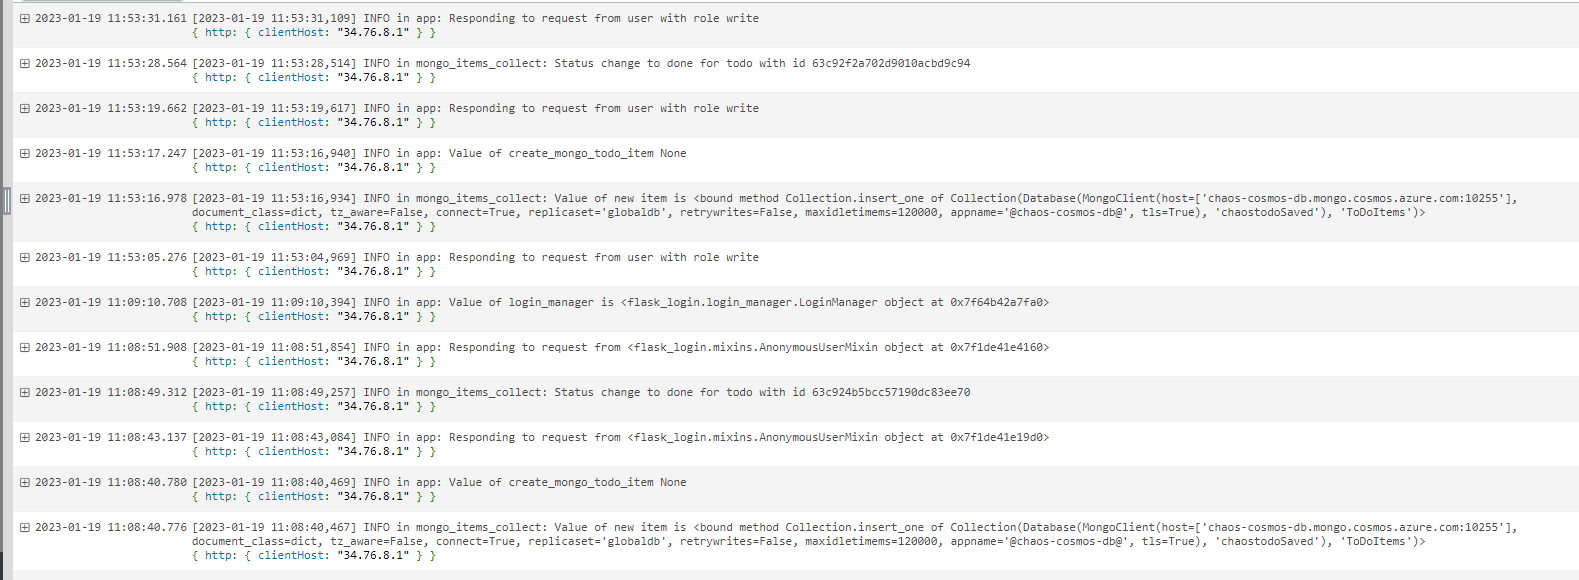 2023-01-19 11:53:31.161 [2023-01-19 11:53:31,109] INFO in app: Responding to request from user with role write
{ http: { clientHost: "34.76.8.1" } }
2023-01-19 11:53:28.564 [2023-01-19 11:53:28,514] INFO in mongo_items_collect: Status change to done for todo with id 63c92f2a702d9010acbd9c94
{ http: { clientHost: "34.76.8.1" } }
2023-01-19 11:53:19.662 [2023-01-19 11:53:19,617] INFO in app: Responding to request from user with role write
{ http: { clientHost: "34.76.8.1" } }
2023-01-19 11:53:17.247 [2023-01-19 11:53:16,940] INFO in app: Value of create_mongo_todo_item None
{ http: { clientHost: "34.76.8.1" } }
2023-01-19 11:53:16.978 [2023-01-19 11:53:16,934] INFO in mongo_items_collect: Value of new item is <bound method Collection.insert_one of Collection(Database(MongoClient(host=['chaos-cosmos-db.mongo.cosmos.azure.com:10255'],
document_class=dict, tz_aware=False, connect=True, replicaset='globaldb', retrywrites=False, maxidletimems=120000, appname='@chaos-cosmos-db@', tls=True), 'chaostodoSaved'), 'ToDoItems')>
{ http: { clientHost: "34.76.8.1" } }
2023-01-19 11:53:05.276 [2023-01-19 11:53:04,969] INFO in app: Responding to request from user with role write
{ http: { clientHost: "34.76.8.1" } }
2023-01-19 11:09:10.708 [2023-01-19 11:09:10,394] INFO in app: Value of login_manager is <flask_login.login_manager.LoginManager object at 0x7f64b42a7fa0>
{ http: { clientHost: "34.76.8.1" } }
2023-01-19 11:08:51.908 [2023-01-19 11:08:51,854] INFO in app: Responding to request from <flask_login.mixins.AnonymousUserMixin object at 0x7f1de41e4160>
{ http: { clientHost: "34.76.8.1" } }
2023-01-19 11:08:49.312 [2023-01-19 11:08:49,257] INFO in mongo_items_collect: Status change to done for todo with id 63c924b5bcc57190dc83ee70
{ http: { clientHost: "34.76.8.1" } }
2023-01-19 11:08:43.137 [2023-01-19 11:08:43,084] INFO in app: Responding to request from <flask_login.mixins.AnonymousUserMixin object at 0x7f1de41e19d0>
{ http: { clientHost: "34.76.8.1" } }
2023-01-19 11:08:40.780 [2023-01-19 11:08:40,469] INFO in app: Value of create_mongo_todo_item None
{ http: { clientHost: "34.76.8.1" } }
2023-01-19 11:08:40.776 [2023-01-19 11:08:40,467] INFO in mongo_items_collect: Value of new item is <bound method Collection.insert_one of Collection(Database(MongoClient(host=['chaos-cosmos-db.mongo.cosmos.azure.com:10255'],
document_class=dict, tz_aware=False, connect=True, replicaset='globaldb', retrywrites=False, maxidletimems=120000, appname='@chaos-cosmos-db@', tls=True), 'chaostodoSaved'), 'ToDoItems')>
{ http: { clientHost: "34.76.8.1" } }